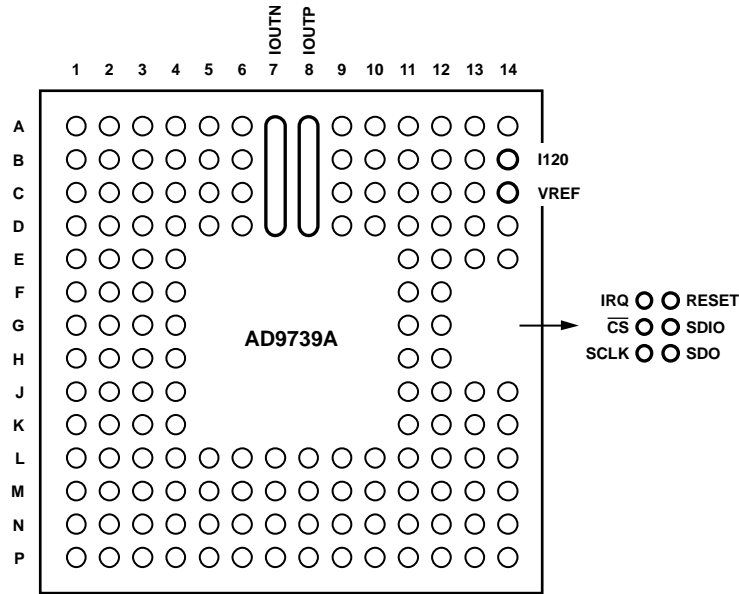 IOUTN
IOUTP
1 2 3 4 5 6 7 8 9 10 11 12 13 14
A
B I120
C VREF
D
E
F
IRQ RESET
G AD9739A CS SDIO
H
SCLK SDO
J
K
L
M
N
P